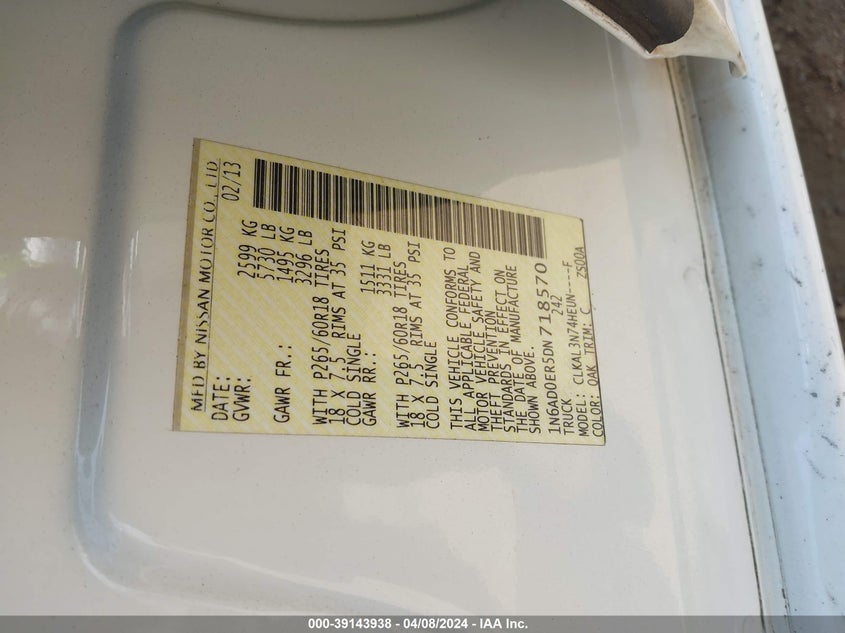 MFD BY NISSAN MOTOR CO., LTD
DATE: 02/13
GVWR: 2599 KG
5730 LB
GAWR FR.: 1495 KG
3296 LB
WITH P265/60R18 TIRES
18 X 7.5 RIMS AT 35 PSI
COLD SINGLE
GAWR RR.: 1511 KG
3331 LB
WITH P265/60R18 TIRES
18 X 7.5 RIMS AT 35 PSI
COLD SINGLE
THIS VEHICLE CONFORMS TO
ALL APPLICABLE FEDERAL
MOTOR VEHICLE SAFETY AND
THEFT PREVENTION
STANDARDS IN EFFECT ON
THE DATE OF MANUFACTURE
SHOWN ABOVE.
1N6AD0ER5DN718570
TRUCK 242
MODEL: CLKAL3N74HEUN-----F
COLOR: QAK TRIM: C Z500A
000-39143938 - 04/08/2024 - IAA Inc.